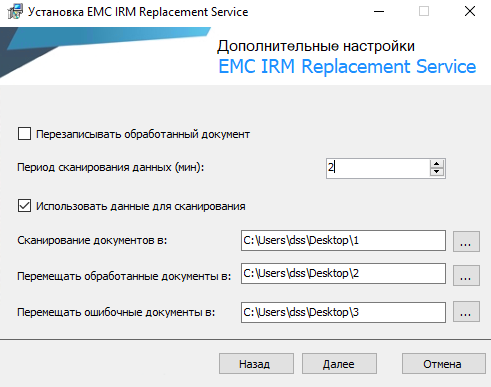 Установка EMC IRM Replacement Service
Дополнительные настройки
EMC IRM Replacement Service
Перезаписывать обработанный документ
Период сканирования данных (мин): 2
Использовать данные для сканирования
Сканирование документов в: C:\Users\dss\Desktop\1 ...
Перемещать обработанные документы в: C:\Users\dss\Desktop\2 ...
Перемещать ошибочные документы в: C:\Users\dss\Desktop\3 ...
Назад Далее Отмена